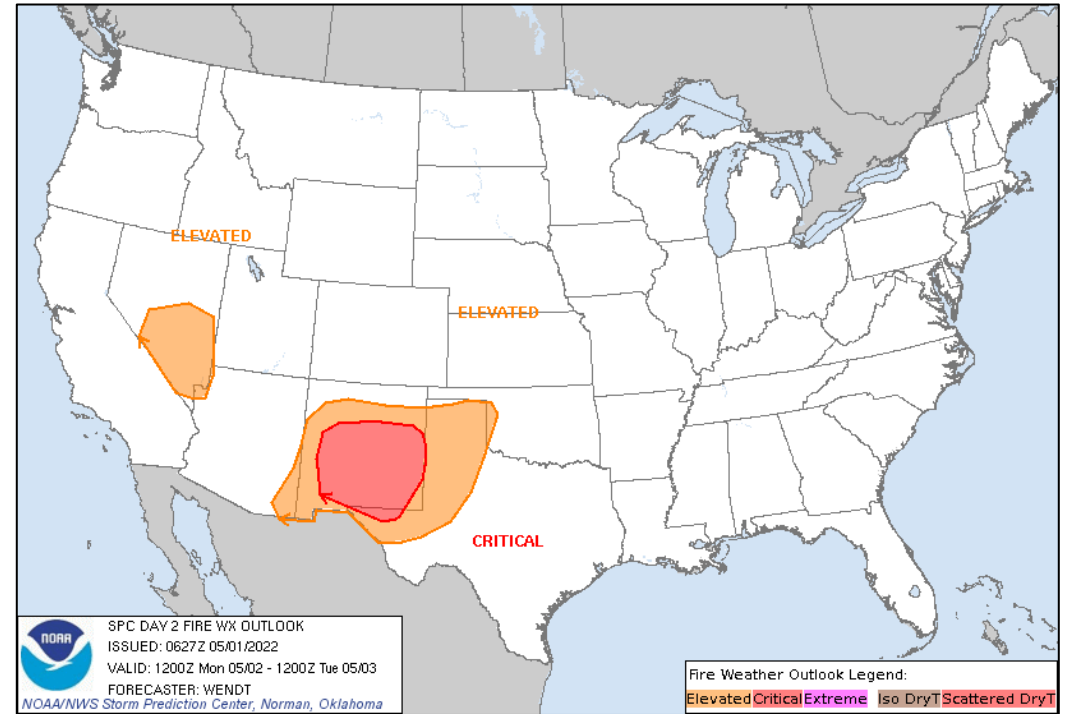 ELEVATED
ELEVATED
CRITICAL
NOAA
SPC DAY 2 FIRE WX OUTLOOK
ISSUED: 0627Z 05/01/2022
VALID: 1200Z Mon 05/02 - 1200Z Tue 05/03
FORECASTER: WENDT
NOAA/NWS Storm Prediction Center, Norman, Oklahoma
Fire Weather Outlook Legend:
Elevated Critical Extreme Iso DryT Scattered DryT